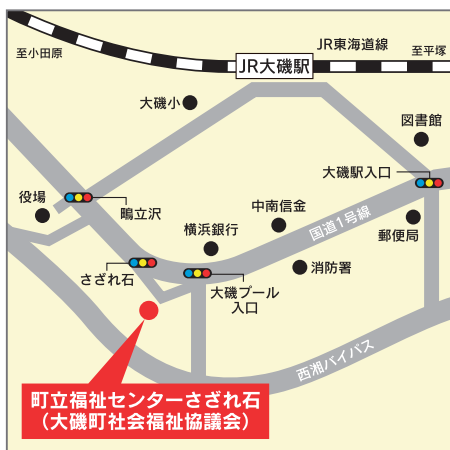 JR東海道線
至小田原
至平塚
JR大磯駅
大磯小
図書館
大磯駅入口
役場
鴫立沢
中南信金
国道1号線
横浜銀行
郵便局
さざれ石
消防署
大磯プール
入口
西湘バイパス
町立福祉センターさざれ石
（大磯町社会福祉協議会）